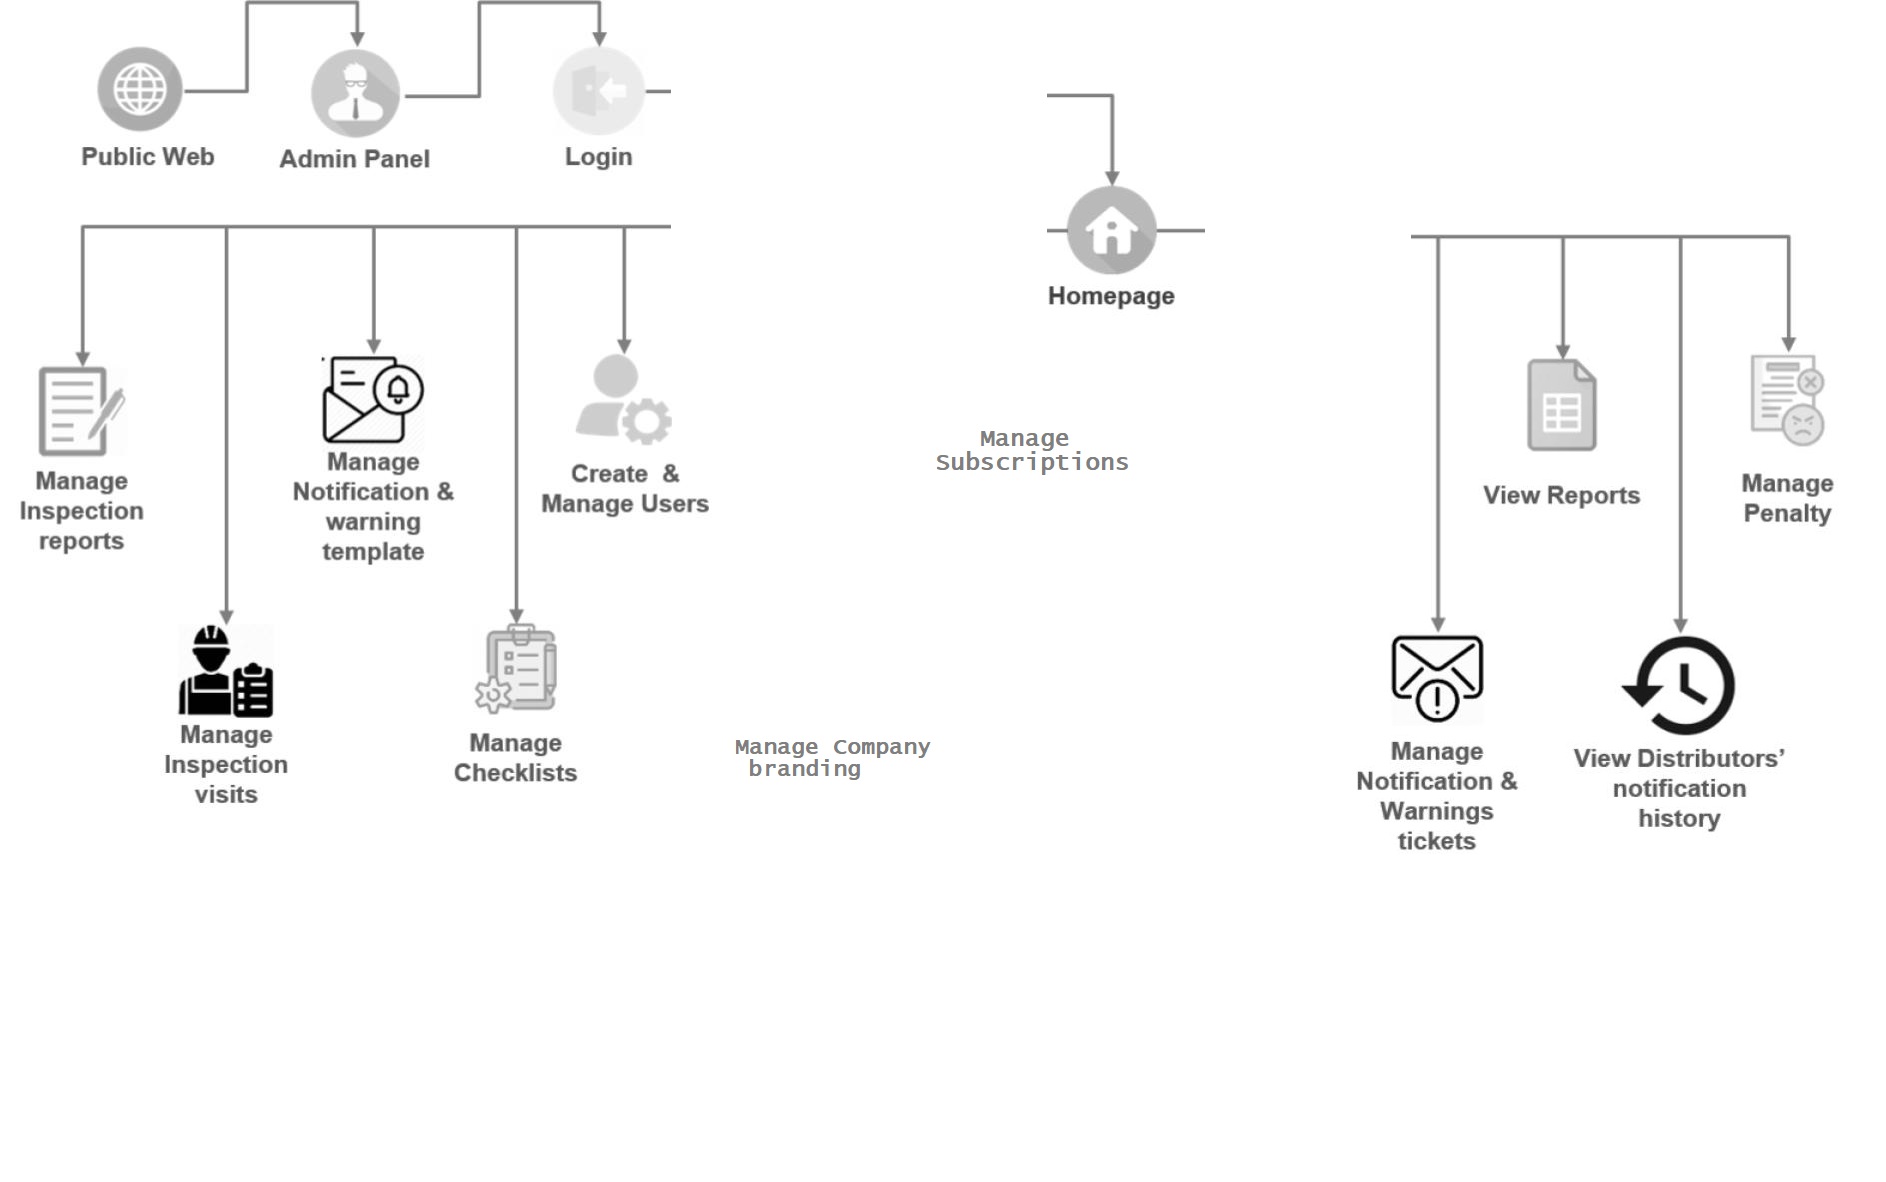 Public Web
Admin Panel
Login
Homepage
Manage
Inspection
reports
Manage
Notification &
warning
template
Create & 
Manage Users
Manage
Subscriptions
View Reports
Manage
Penalty
Manage
Inspection
visits
Manage
Checklists
Manage Company
branding
Manage
Notification &
Warnings
tickets
View Distributors’
notification
history